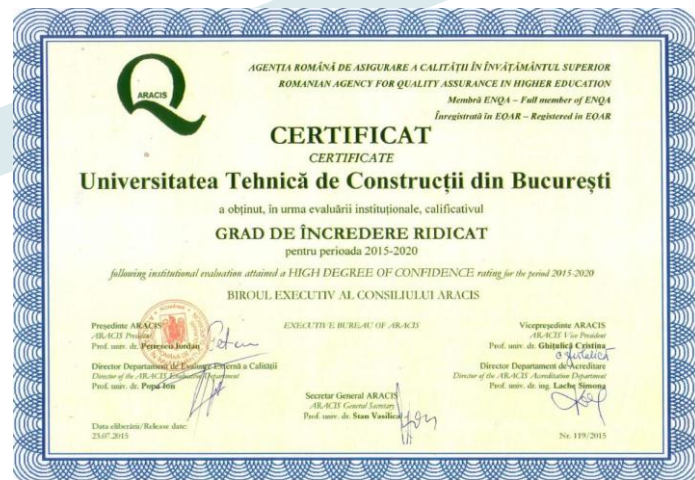 ARACIS
AGENȚIA ROMÂNĂ DE ASIGURARE A CALITĂȚII ÎN ÎNVĂȚĂMÂNTUL SUPERIOR
ROMANIAN AGENCY FOR QUALITY ASSURANCE IN HIGHER EDUCATION
Membră ENQA – Full member of ENQA
Înregistrată în EQAR – Registered in EQAR
CERTIFICAT
CERTIFICATE
Universitatea Tehnică de Construcții din București
a obținut, în urma evaluării instituționale, calificativul
GRAD DE ÎNCREDERE RIDICAT
pentru perioada 2015-2020
following institutional evaluation attained a HIGH DEGREE OF CONFIDENCE rating for the period 2015-2020
BIROUL EXECUTIV AL CONSILIULUI ARACIS
EXECUTIVE BUREAU OF ARACIS
Președinte ARACIS
ARACIS President
Prof. univ. dr. Petrescu Iordan
Director Departament de Evaluare Externă a Calității
Director of the ARACIS Evaluation Department
Prof. univ. dr. Popa Ion
Data eliberării/Release date:
23.07.2015
Secretar General ARACIS
ARACIS General Secretary
Prof. univ. dr. Stan Vasilica
Vicepreședinte ARACIS
ARACIS Vice President
Prof. univ. dr. Ghițulică Cristina
Director Departament de Acreditare
Director of the ARACIS Accreditation Department
Prof. univ. dr. ing. Lache Simona
Nr. 119/2015